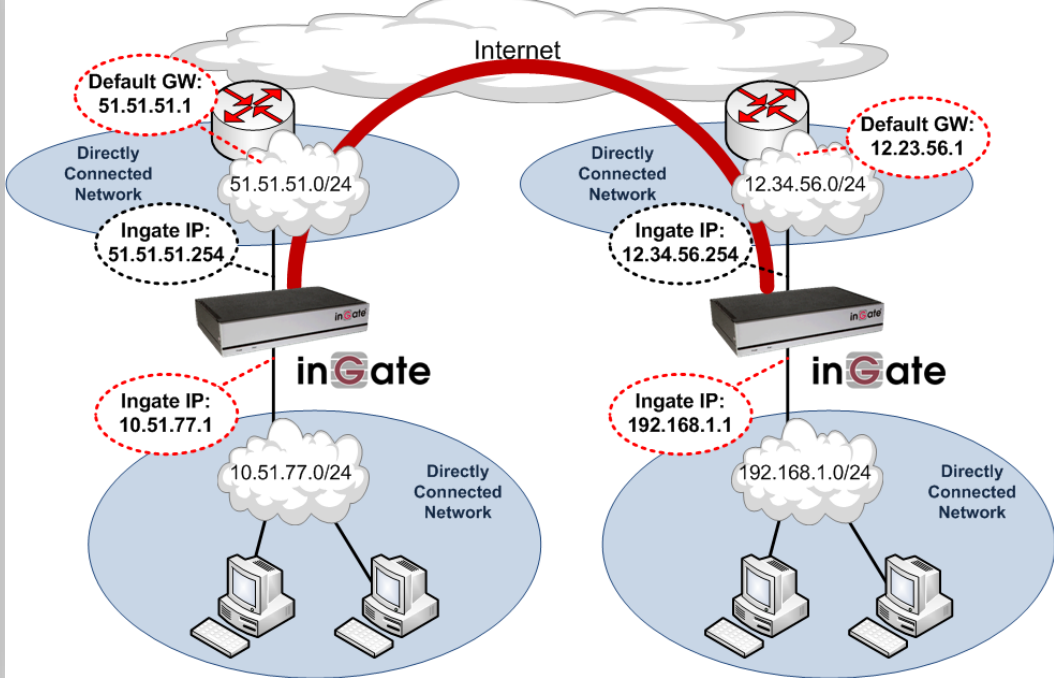 Internet
Default GW:
51.51.51.1
Directly
Connected
Network
51.51.51.0/24
Ingate IP:
51.51.51.254
inGate
inGate
Ingate IP:
10.51.77.1
10.51.77.0/24
Directly
Connected
Network
Default GW:
12.23.56.1
Directly
Connected
Network
12.34.56.0/24
Ingate IP:
12.34.56.254
inGate
inGate
Ingate IP:
192.168.1.1
192.168.1.0/24
Directly
Connected
Network